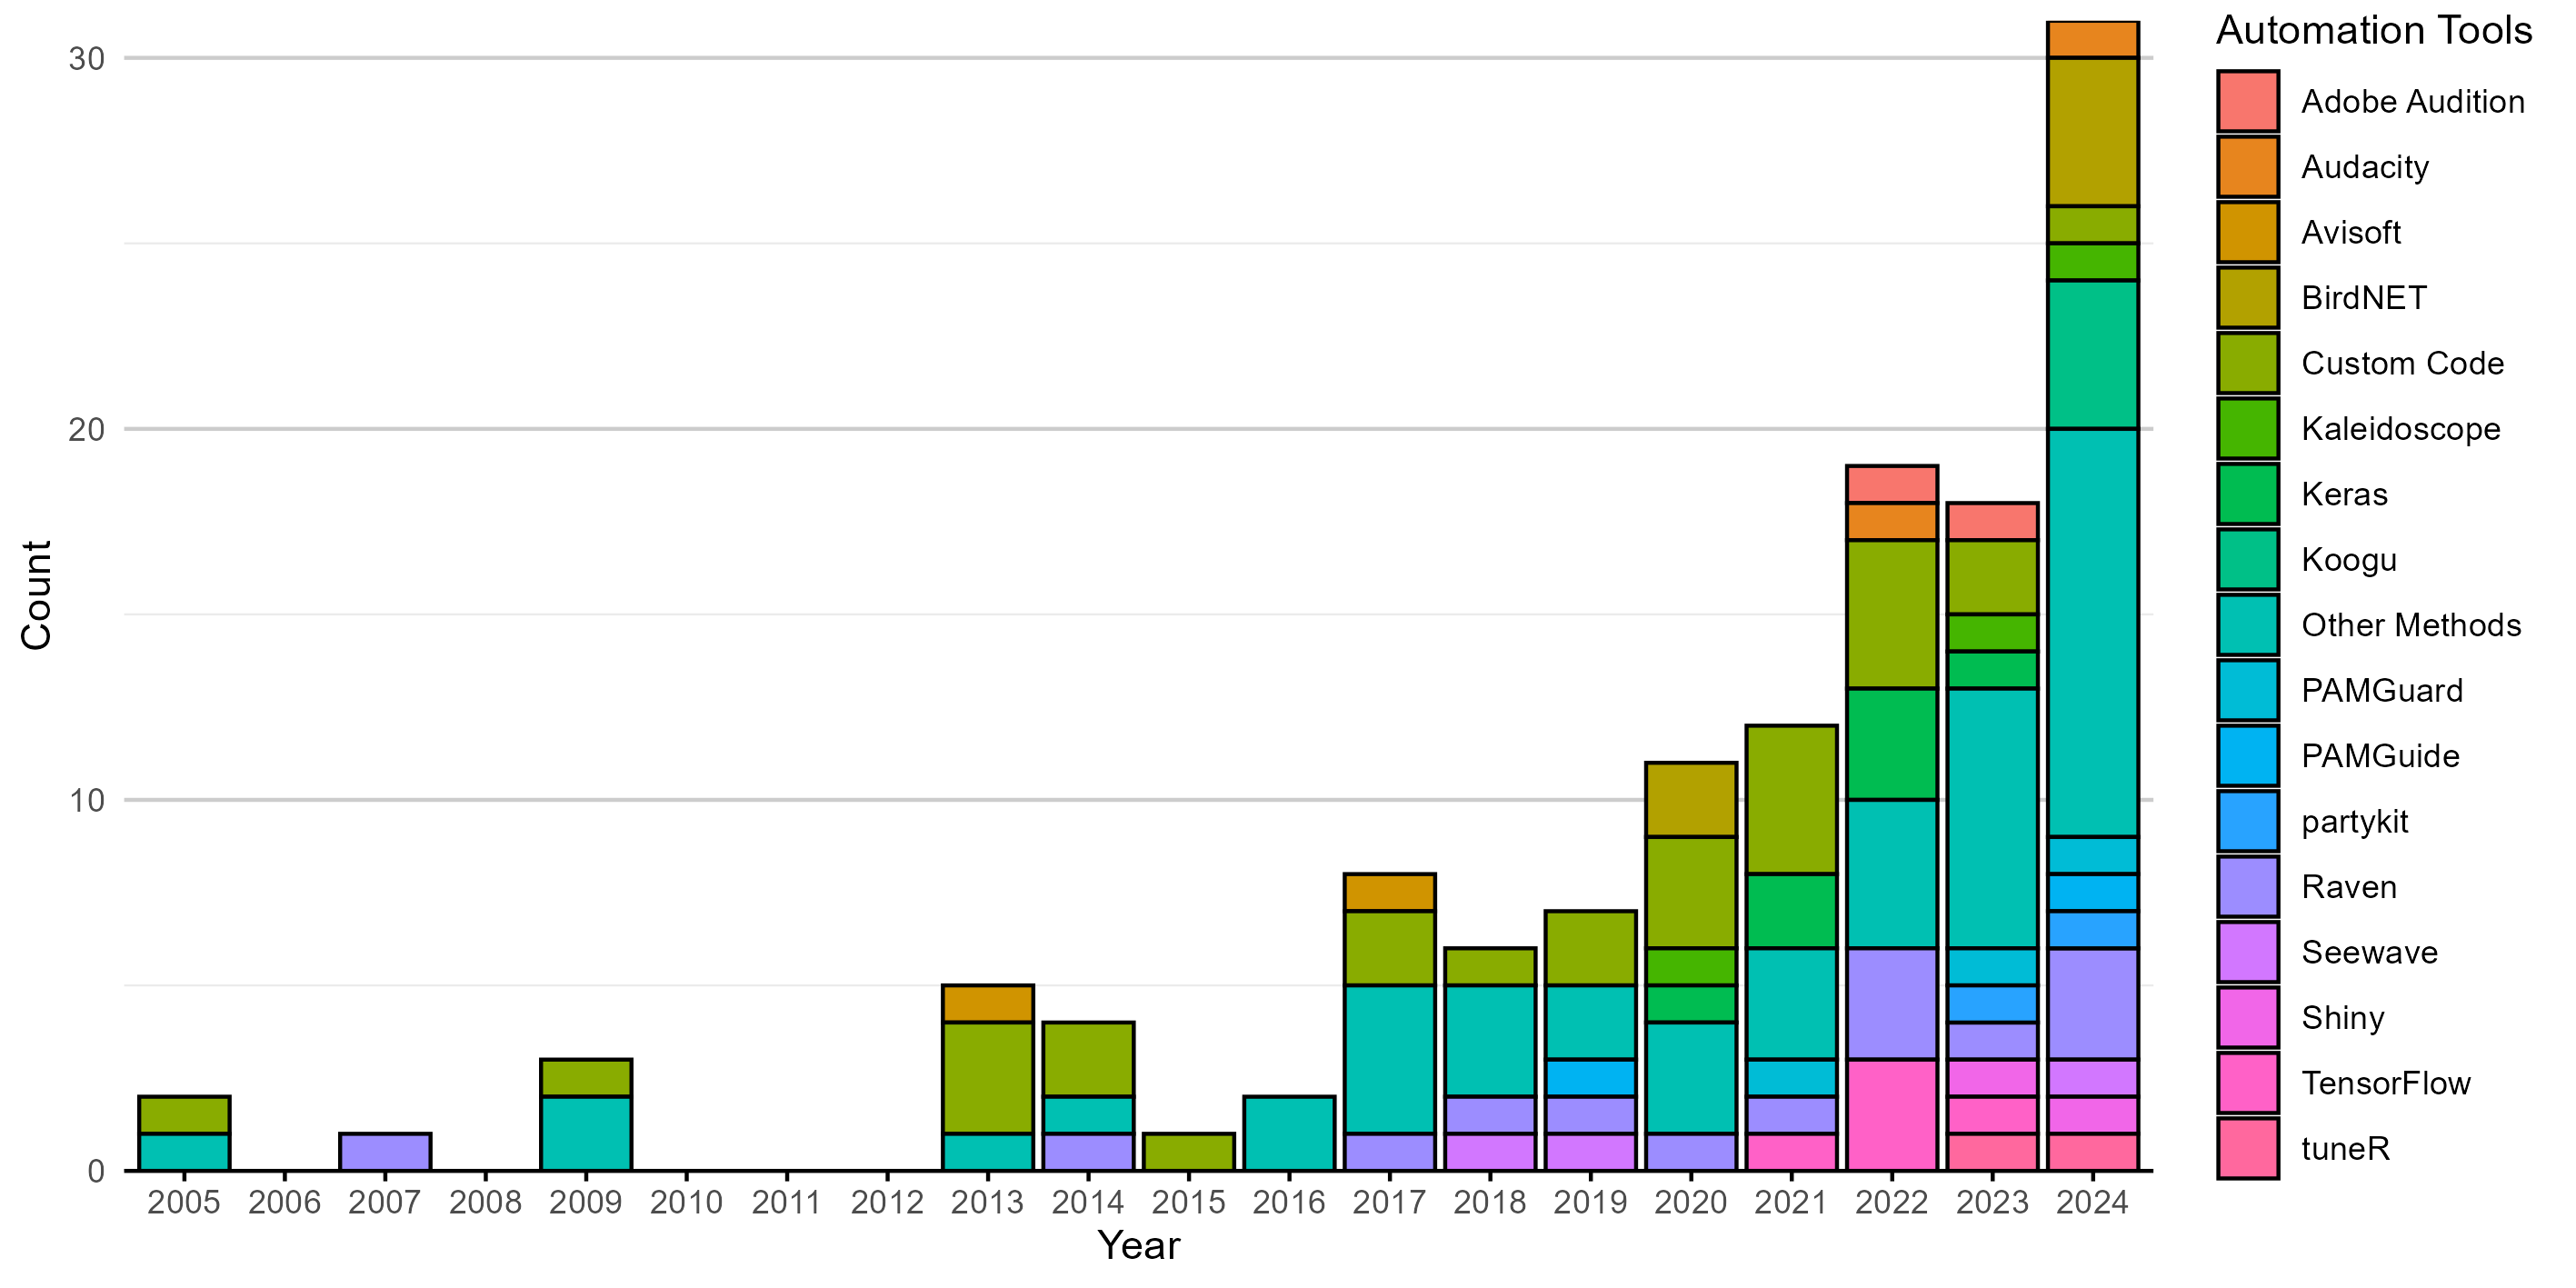 Automation Tools
Adobe Audition
Audacity
Avisoft
BirdNET
Custom Code
Kaleidoscope
Keras
Koogu
Other Methods
PAMGuard
PAMGuide
partykit
Raven
Seewave
Shiny
TensorFlow
tuneR
30
20
10
0
Count
2005 2006 2007 2008 2009 2010 2011 2012 2013 2014 2015 2016 2017 2018 2019 2020 2021 2022 2023 2024
Year